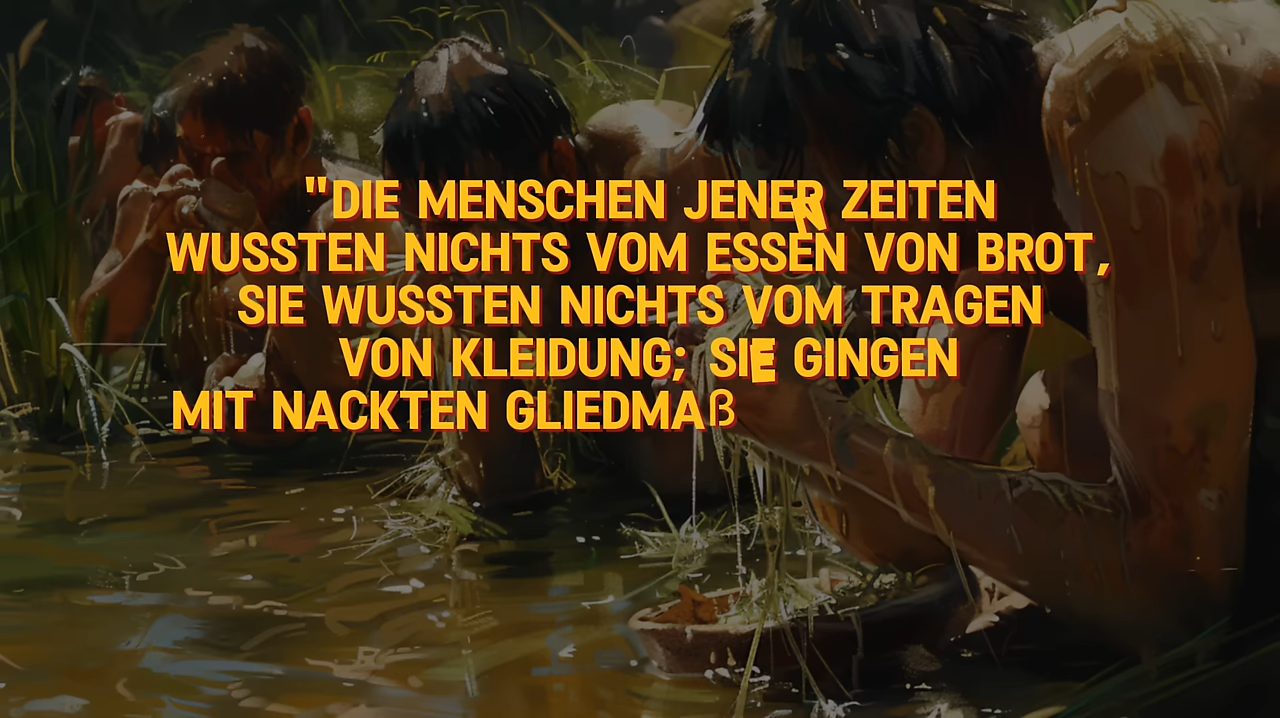 "DIE MENSCHEN JENER ZEITEN
WUSSTEN NICHTS VOM ESSEN VON BROT,
SIE WUSSTEN NICHTS VOM TRAGEN
VON KLEIDUNG; SIE GINGEN
MIT NACKTEN GLIEDMAß